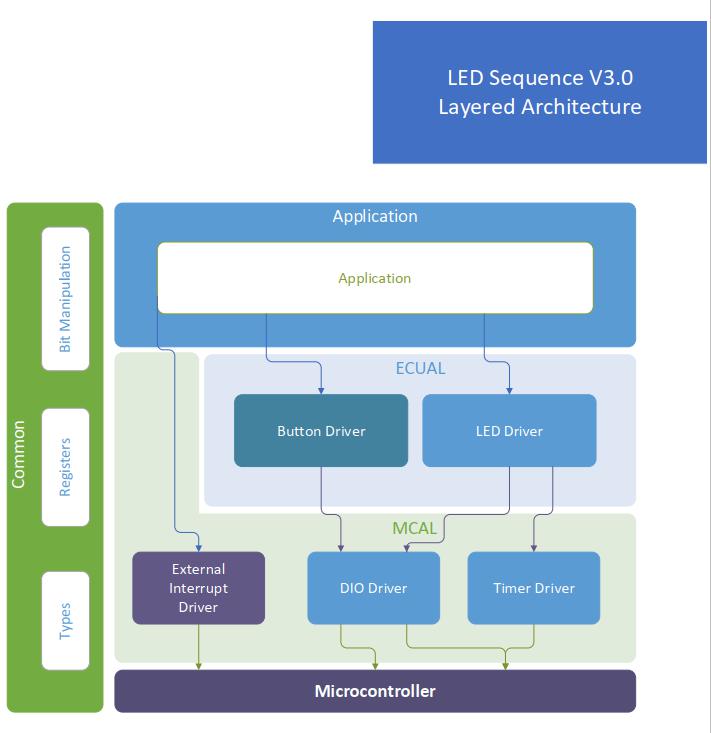 LED Sequence V3.0
Layered Architecture
Common
Bit Manipulation
Registers
Types
Application
Application
ECUAL
Button Driver
LED Driver
MCAL
External
Interrupt
Driver
DIO Driver
Timer Driver
Microcontroller